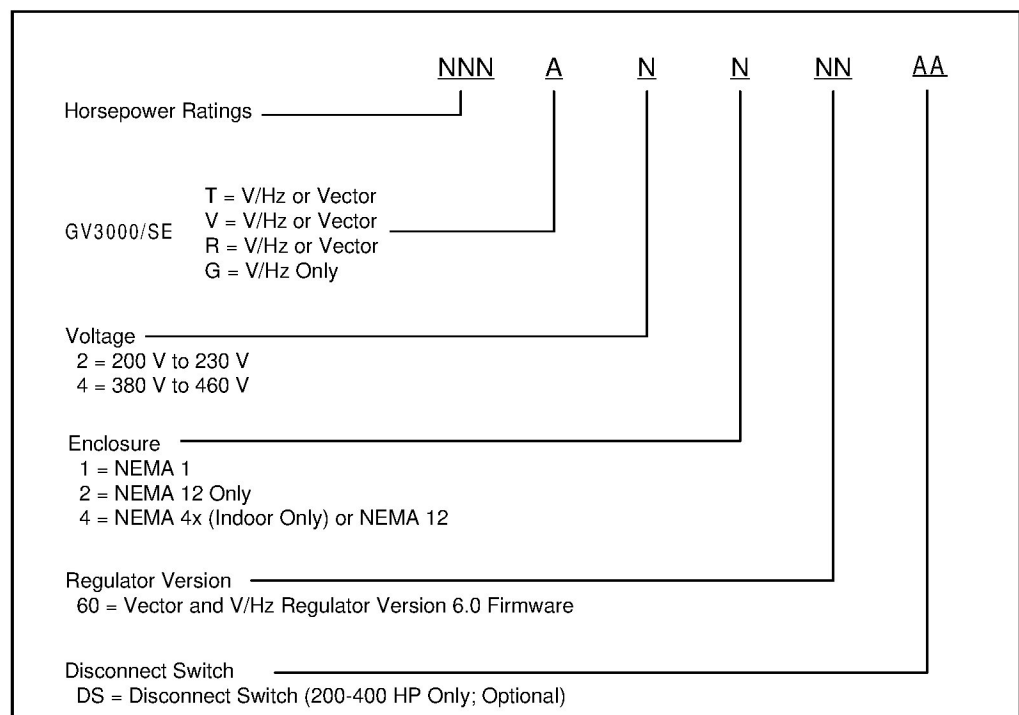 NNN A N N NN AA
Horsepower Ratings
T = V/Hz or Vector
V = V/Hz or Vector
GV3000/SE
R = V/Hz or Vector
G = V/Hz Only
Voltage
2 = 200 V to 230 V
4 = 380 V to 460 V
Enclosure
1 = NEMA 1
2 = NEMA 12 Only
4 = NEMA 4x (Indoor Only) or NEMA 12
Regulator Version
60 = Vector and V/Hz Regulator Version 6.0 Firmware
Disconnect Switch
DS = Disconnect Switch (200-400 HP Only; Optional)